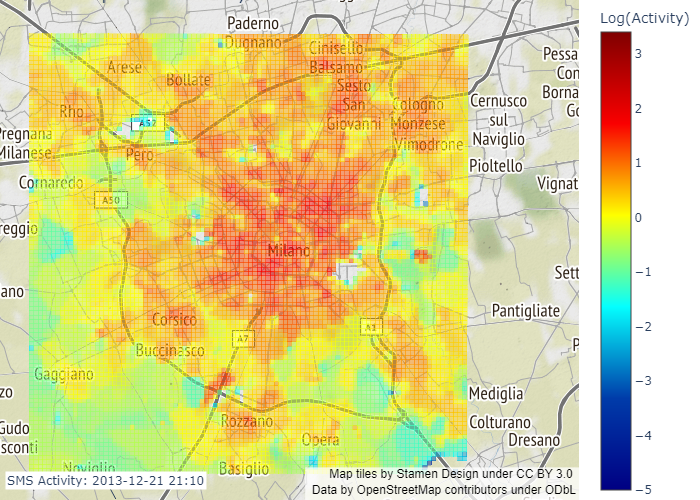 Log(Activity)
3
2
1
0
−1
−2
−3
−4
−5
Paderno
Dugnano
Cinisello
Balsamo
Arese
Bollate
Sesto
San
Giovanni
Cologno
Monzese
Vimodrone
Cernusco
sul
Naviglio
Pessa
Con
Borna
Go
Rho
A52
Pregnana
Milanese
Pero
Pioltello
Cornaredo
A50
Vignat
reggio
Milano
Sett
ano
Pantigliate
Corsico
A7
A1
Buccinasco
P
Gaggiano
zo
Mediglia
Rozzano
Colturano
Dresano
Gudo
sconti
Opera
Noviglio
Basiglio
SMS Activity: 2013-12-21 21:10
Map tiles by Stamen Design under CC BY 3.0
Data by OpenStreetMap contributors under ODbL